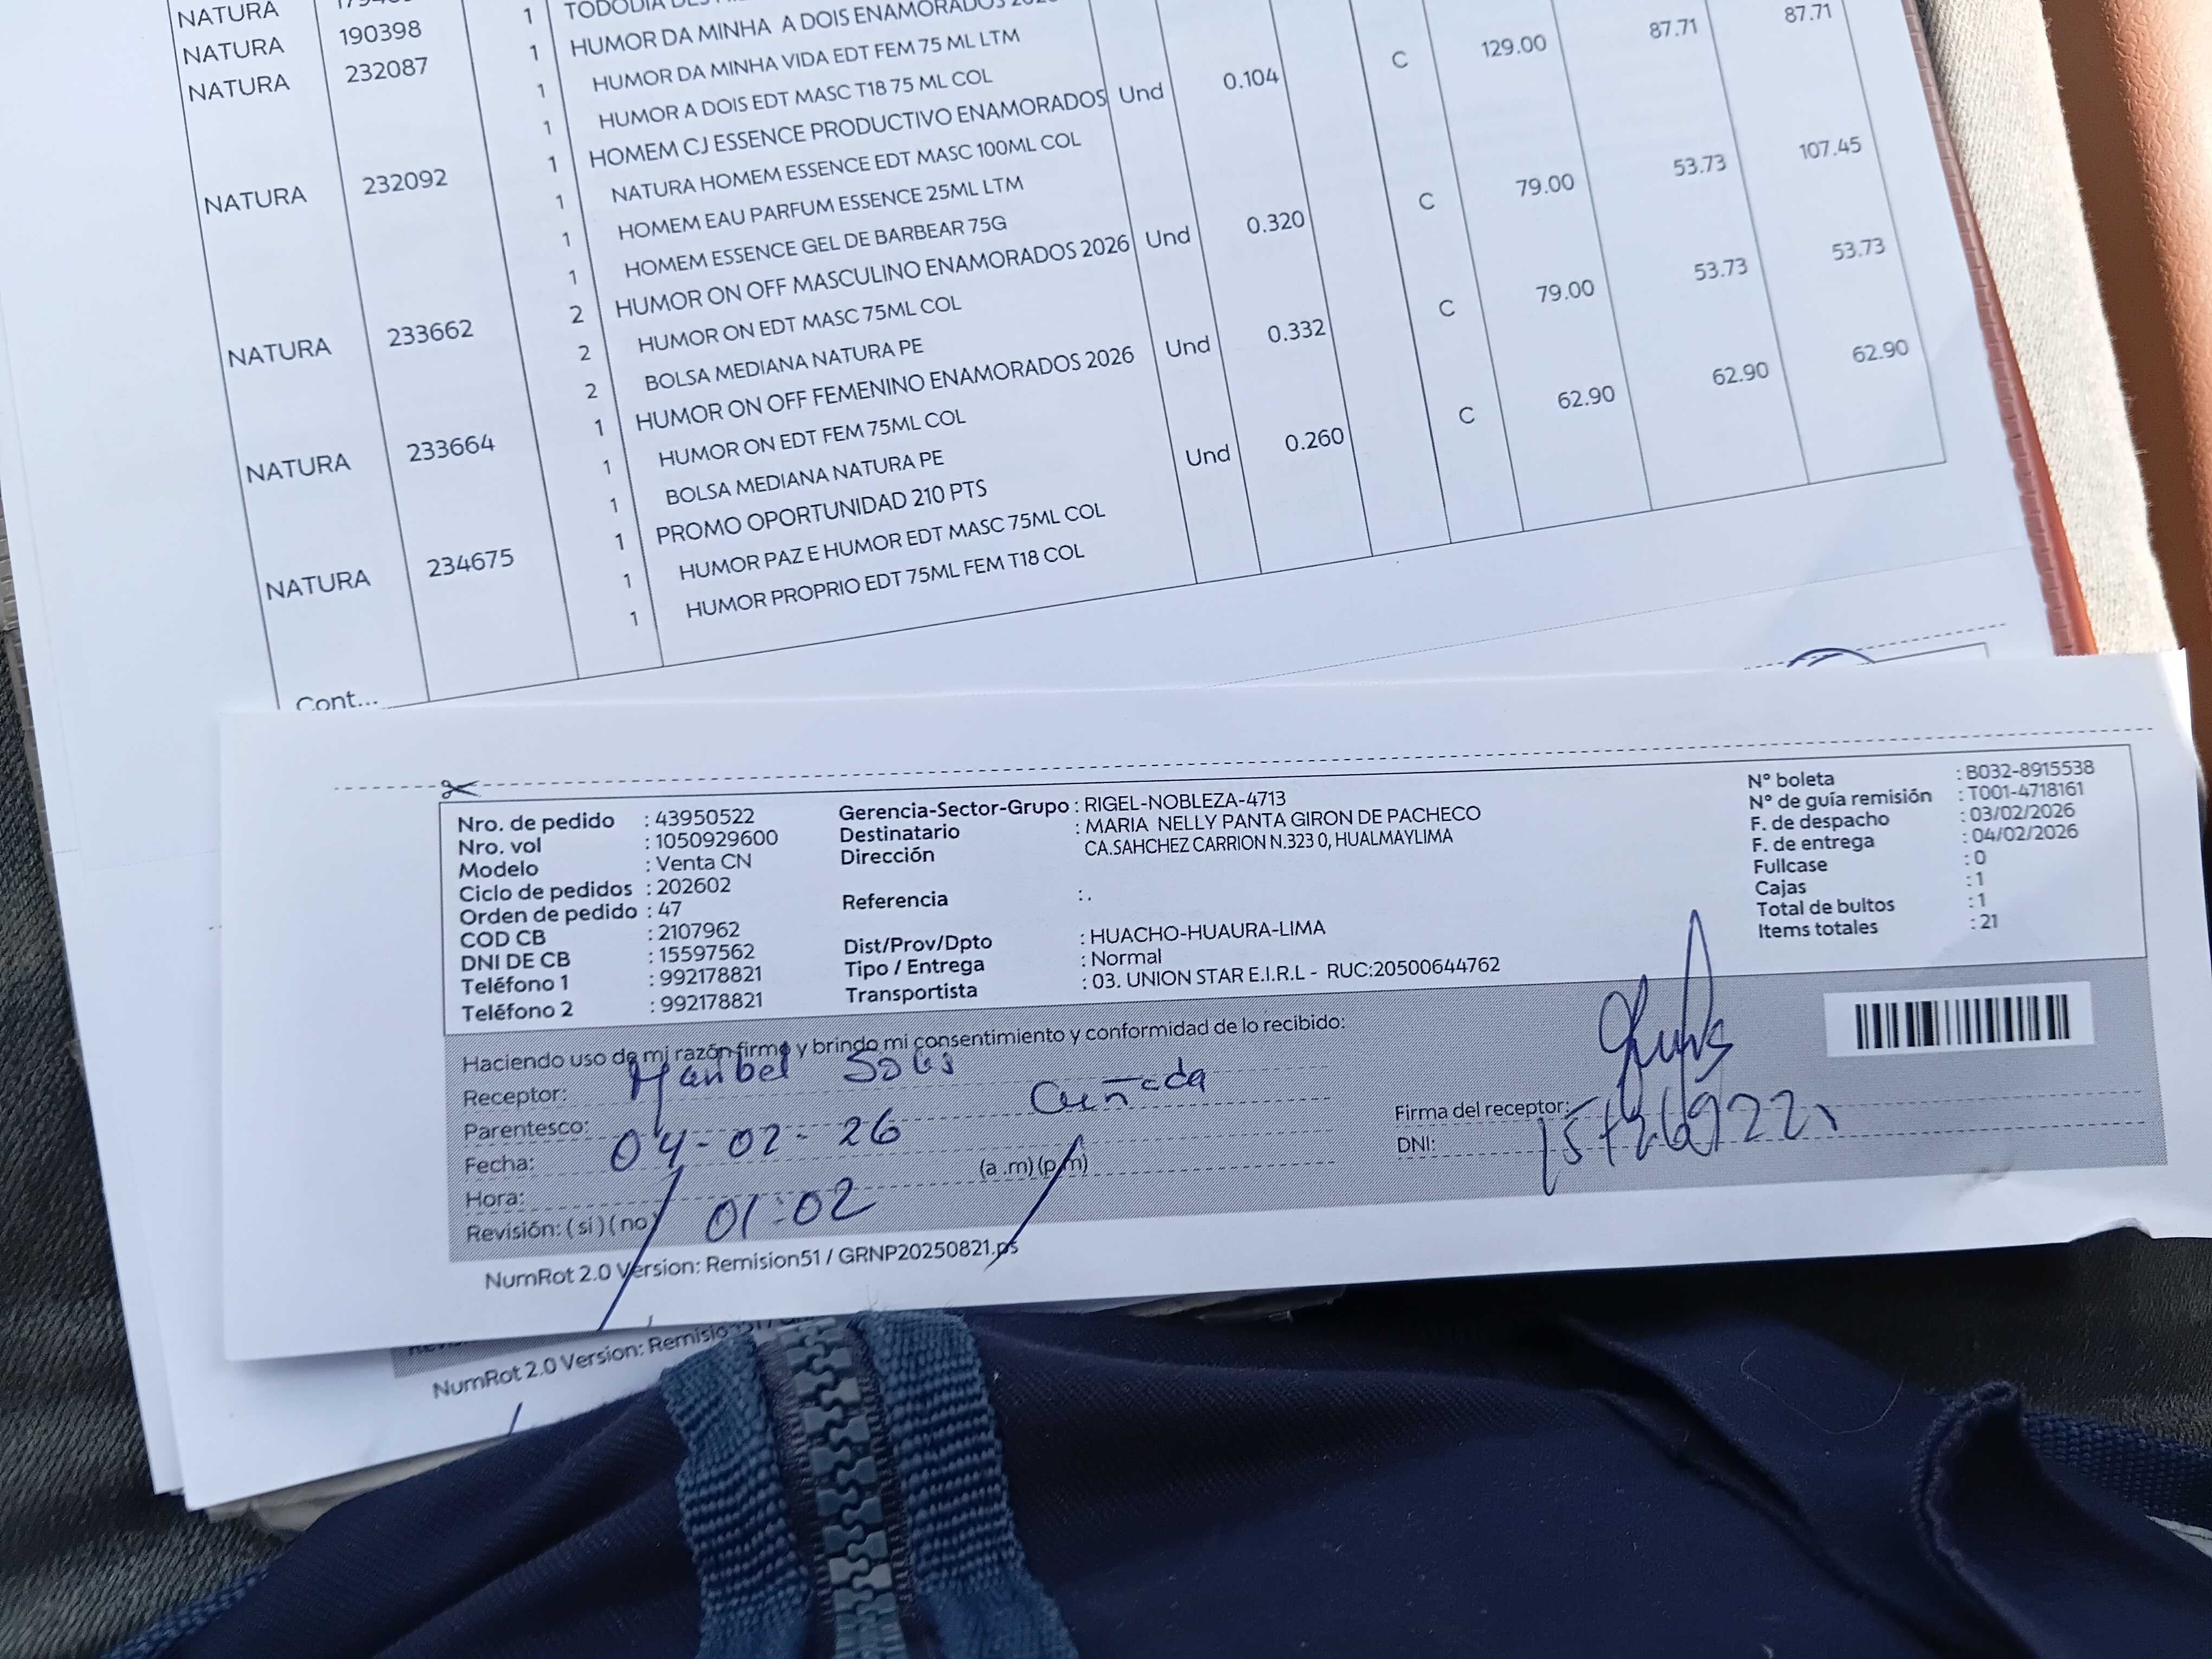 NATURA 1 TODODIA
NATURA 190398 1 HUMOR DA MINHA A DOIS ENAMORADOS C 129.00 87.71 87.71
NATURA 232087 1 HUMOR DA MINHA VIDA EDT FEM 75 ML LTM
1 HUMOR A DOIS EDT MASC T18 75 ML COL
NATURA 232092 1 HOMEM CJ ESSENCE PRODUCTIVO ENAMORADOS Und 0.104 C 79.00 53.73 107.45
1 NATURA HOMEM ESSENCE EDT MASC 100ML COL
1 HOMEM EAU PARFUM ESSENCE 25ML LTM
1 HOMEM ESSENCE GEL DE BARBEAR 75G
NATURA 233662 2 HUMOR ON OFF MASCULINO ENAMORADOS 2026 Und 0.320 C 79.00 53.73 53.73
2 HUMOR ON EDT MASC 75ML COL
2 BOLSA MEDIANA NATURA PE
NATURA 233664 1 HUMOR ON OFF FEMENINO ENAMORADOS 2026 Und 0.332 C 62.90 62.90 62.90
1 HUMOR ON EDT FEM 75ML COL
1 BOLSA MEDIANA NATURA PE
NATURA 234675 1 PROMO OPORTUNIDAD 210 PTS Und 0.260
1 HUMOR PAZ E HUMOR EDT MASC 75ML COL
1 HUMOR PROPRIO EDT 75ML FEM T18 COL
Cont...
Nro. de pedido : 43950522
Nro. vol : 1050929600
Modelo : Venta CN
Ciclo de pedidos : 202602
Orden de pedido : 47
COD CB : 2107962
DNI DE CB : 15597562
Teléfono 1 : 992178821
Teléfono 2 : 992178821
Gerencia-Sector-Grupo : RIGEL-NOBLEZA-4713
Destinatario : MARIA NELLY PANTA GIRON DE PACHECO
Dirección CA.SAHCHEZ CARRION N.323 0, HUALMAYLIMA
Referencia :.
Dist/Prov/Dpto : HUACHO-HUAURA-LIMA
Tipo / Entrega : Normal
Transportista : 03. UNION STAR E.I.R.L - RUC:20500644762
N° boleta : B032-8915538
N° de guía remisión : T001-4718161
F. de despacho : 03/02/2026
F. de entrega : 04/02/2026
Fullcase : 0
Cajas : 1
Total de bultos : 1
Items totales : 21
Haciendo uso de mi razón firmo y brindo mi consentimiento y conformidad de lo recibido:
Receptor: Maribel Solis
Parentesco: Cuñada
Fecha: 04-02-26
Hora: 01:02 (a .m) (p.m)
Revisión: ( si ) ( no )
Firma del receptor:
DNI:
NumRot 2.0 Version: Remision51 / GRNP20250821.ps
NumRot 2.0 Version: